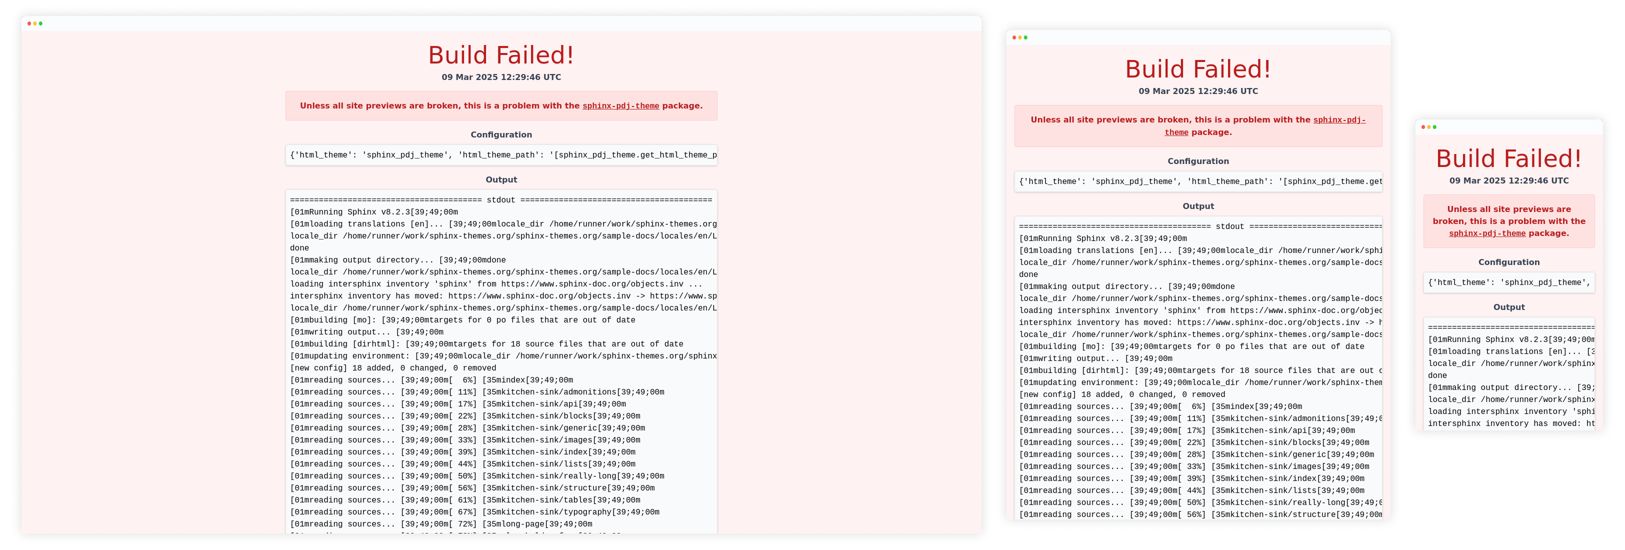 Build Failed!
09 Mar 2025 12:29:46 UTC
Unless all site previews are broken, this is a problem with the sphinx-pdj-theme package.
Configuration
{'html_theme': 'sphinx_pdj_theme', 'html_theme_path': '[sphinx_pdj_theme.get_html_theme_p
Output
======================================== stdout ========================================
[01mRunning Sphinx v8.2.3[39;49;00m
[01mloading translations [en]... [39;49;00mlocale_dir /home/runner/work/sphinx-themes.org
locale_dir /home/runner/work/sphinx-themes.org/sphinx-themes.org/sample-docs/locales/en/L
done
[01mmaking output directory... [39;49;00mdone
locale_dir /home/runner/work/sphinx-themes.org/sphinx-themes.org/sample-docs/locales/en/L
loading intersphinx inventory 'sphinx' from https://www.sphinx-doc.org/objects.inv ...
intersphinx inventory has moved: https://www.sphinx-doc.org/objects.inv -> https://www.sp
locale_dir /home/runner/work/sphinx-themes.org/sphinx-themes.org/sample-docs/locales/en/L
[01mbuilding [mo]: [39;49;00mtargets for 0 po files that are out of date
[01mwriting output... [39;49;00m
[01mbuilding [dirhtml]: [39;49;00mtargets for 18 source files that are out of date
[01mupdating environment: [39;49;00mlocale_dir /home/runner/work/sphinx-themes.org/sphinx
[new config] 18 added, 0 changed, 0 removed
[01mreading sources... [39;49;00m[  6%] [35mindex[39;49;00m
[01mreading sources... [39;49;00m[ 11%] [35mkitchen-sink/admonitions[39;49;00m
[01mreading sources... [39;49;00m[ 17%] [35mkitchen-sink/api[39;49;00m
[01mreading sources... [39;49;00m[ 22%] [35mkitchen-sink/blocks[39;49;00m
[01mreading sources... [39;49;00m[ 28%] [35mkitchen-sink/generic[39;49;00m
[01mreading sources... [39;49;00m[ 33%] [35mkitchen-sink/images[39;49;00m
[01mreading sources... [39;49;00m[ 39%] [35mkitchen-sink/index[39;49;00m
[01mreading sources... [39;49;00m[ 44%] [35mkitchen-sink/lists[39;49;00m
[01mreading sources... [39;49;00m[ 50%] [35mkitchen-sink/really-long[39;49;00m
[01mreading sources... [39;49;00m[ 56%] [35mkitchen-sink/structure[39;49;00m
[01mreading sources... [39;49;00m[ 61%] [35mkitchen-sink/tables[39;49;00m
[01mreading sources... [39;49;00m[ 67%] [35mkitchen-sink/typography[39;49;00m
[01mreading sources... [39;49;00m[ 72%] [35mlong-page[39;49;00m
Build Failed!
09 Mar 2025 12:29:46 UTC
Unless all site previews are broken, this is a problem with the sphinx-pdj-
theme package.
Configuration
{'html_theme': 'sphinx_pdj_theme', 'html_theme_path': '[sphinx_pdj_theme.get
Output
======================================== stdout ===================================
[01mRunning Sphinx v8.2.3[39;49;00m
[01mloading translations [en]... [39;49;00mlocale_dir /home/runner/work/sphi
locale_dir /home/runner/work/sphinx-themes.org/sphinx-themes.org/sample-docs
done
[01mmaking output directory... [39;49;00mdone
locale_dir /home/runner/work/sphinx-themes.org/sphinx-themes.org/sample-docs
loading intersphinx inventory 'sphinx' from https://www.sphinx-doc.org/objec
intersphinx inventory has moved: https://www.sphinx-doc.org/objects.inv -> h
locale_dir /home/runner/work/sphinx-themes.org/sphinx-themes.org/sample-docs
[01mbuilding [mo]: [39;49;00mtargets for 0 po files that are out of date
[01mwriting output... [39;49;00m
[01mbuilding [dirhtml]: [39;49;00mtargets for 18 source files that are out o
[01mupdating environment: [39;49;00mlocale_dir /home/runner/work/sphinx-them
[new config] 18 added, 0 changed, 0 removed
[01mreading sources... [39;49;00m[  6%] [35mindex[39;49;00m
[01mreading sources... [39;49;00m[ 11%] [35mkitchen-sink/admonitions[39;49;0
[01mreading sources... [39;49;00m[ 17%] [35mkitchen-sink/api[39;49;00m
[01mreading sources... [39;49;00m[ 22%] [35mkitchen-sink/blocks[39;49;00m
[01mreading sources... [39;49;00m[ 28%] [35mkitchen-sink/generic[39;49;00m
[01mreading sources... [39;49;00m[ 33%] [35mkitchen-sink/images[39;49;00m
[01mreading sources... [39;49;00m[ 39%] [35mkitchen-sink/index[39;49;00m
[01mreading sources... [39;49;00m[ 44%] [35mkitchen-sink/lists[39;49;00m
[01mreading sources... [39;49;00m[ 50%] [35mkitchen-sink/really-long[39;49;0
[01mreading sources... [39;49;00m[ 56%] [35mkitchen-sink/structure[39;49;00m
Build Failed!
09 Mar 2025 12:29:46 UTC
Unless all site previews are
broken, this is a problem with the
sphinx-pdj-theme package.
Configuration
{'html_theme': 'sphinx_pdj_theme',
Output
===================================
[01mRunning Sphinx v8.2.3[39;49;00m
[01mloading translations [en]... [3
locale_dir /home/runner/work/sphinx
done
[01mmaking output directory... [39;
locale_dir /home/runner/work/sphinx
loading intersphinx inventory 'sphi
intersphinx inventory has moved: ht